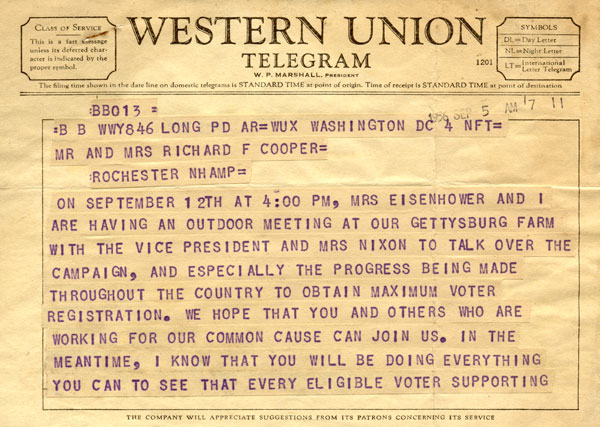 CLASS OF SERVICE
This is a fast message
unless its deferred char-
acter is indicated by the
proper symbol.
WESTERN UNION
TELEGRAM
W. P. MARSHALL, PRESIDENT
1201
SYMBOLS
DL=Day Letter
NL=Night Letter
LT=International Letter Telegram
The filing time shown in the date line on domestic telegrams is STANDARD TIME at point of origin. Time of receipt is STANDARD TIME at point of destination
:BB013 =
1956 SEP 5 AM 7 11
:B B WWY846 LONG PD AR=WUX WASHINGTON DC 4 NFT=
MR AND MRS RICHARD F COOPER=
:ROCHESTER NHAMP=
ON SEPTEMBER 12TH AT 4:00 PM, MRS EISENHOWER AND I
ARE HAVING AN OUTDOOR MEETING AT OUR GETTYSBURG FARM
WITH THE VICE PRESIDENT AND MRS NIXON TO TALK OVER THE
CAMPAIGN, AND ESPECIALLY THE PROGRESS BEING MADE
THROUGHOUT THE COUNTRY TO OBTAIN MAXIMUM VOTER
REGISTRATION. WE HOPE THAT YOU AND OTHERS WHO ARE
WORKING FOR OUR COMMON CAUSE CAN JOIN US. IN THE
MEANTIME, I KNOW THAT YOU WILL BE DOING EVERYTHING
YOU CAN TO SEE THAT EVERY ELIGIBLE VOTER SUPPORTING
THE COMPANY WILL APPRECIATE SUGGESTIONS FROM ITS PATRONS CONCERNING ITS SERVICE